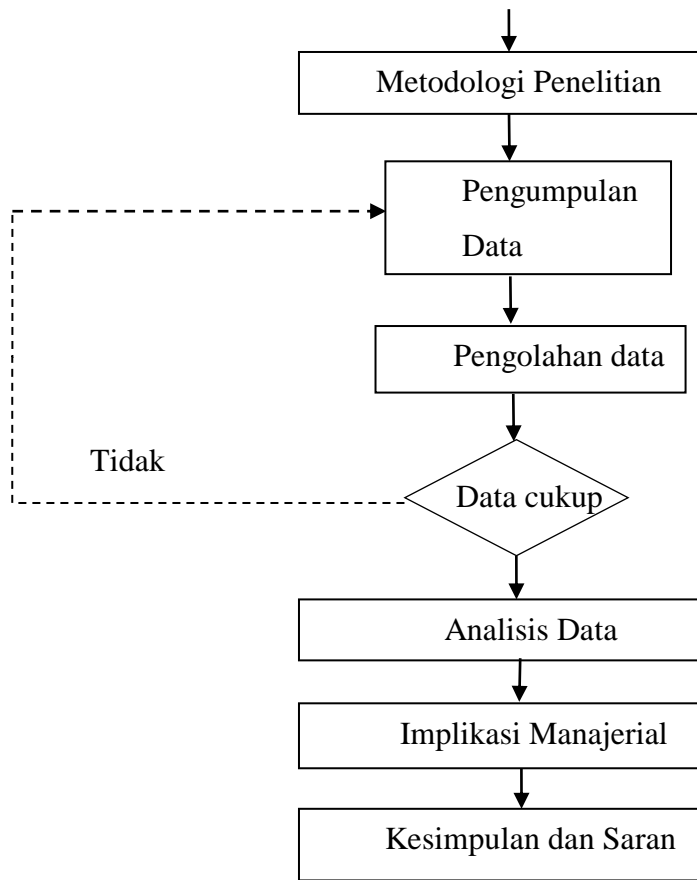 Metodologi Penelitian
Pengumpulan
Data
Pengolahan data
Tidak
Data cukup
Analisis Data
Implikasi Manajerial
Kesimpulan dan Saran